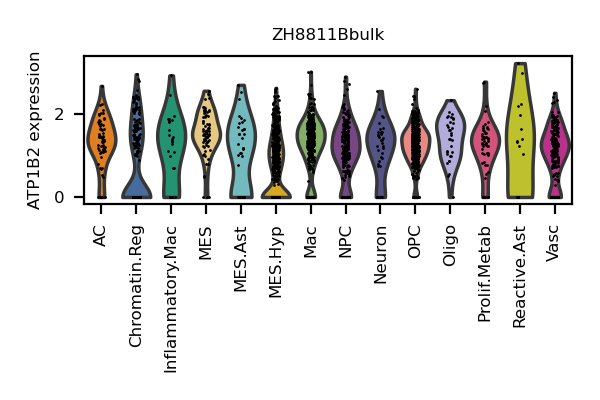 ZH8811Bbulk
ATP1B2 expression
2
0
AC
Chromatin.Reg
Inflammatory.Mac
MES
MES.Ast
MES.Hyp
Mac
NPC
Neuron
OPC
Oligo
Prolif.Metab
Reactive.Ast
Vasc